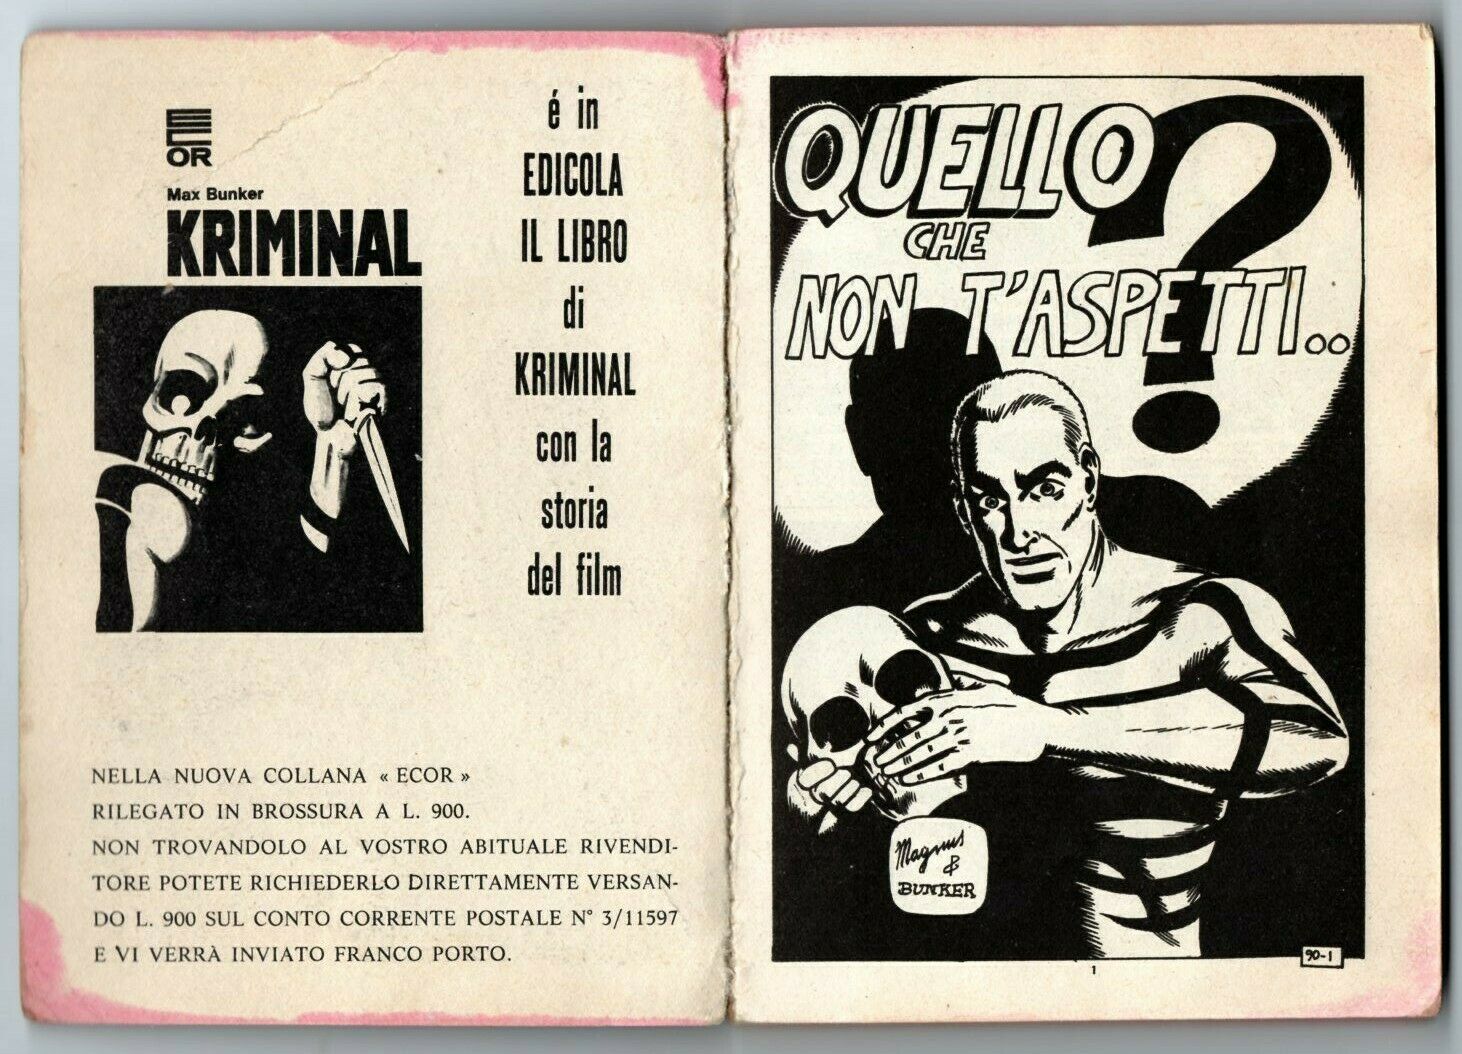 ECOR
Max Bunker
KRIMINAL
é in
EDICOLA
IL LIBRO
di
KRIMINAL
con la
storia
del film
NELLA NUOVA COLLANA « ECOR »
RILEGATO IN BROSSURA A L. 900.
NON TROVANDOLO AL VOSTRO ABITUALE RIVENDI-
TORE POTETE RICHIEDERLO DIRETTAMENTE VERSAN-
DO L. 900 SUL CONTO CORRENTE POSTALE N° 3/11597
E VI VERRÀ INVIATO FRANCO PORTO.
QUELLO
CHE
NON T'ASPETTI..
?
Magnus
&
BUNKER
90-1
1